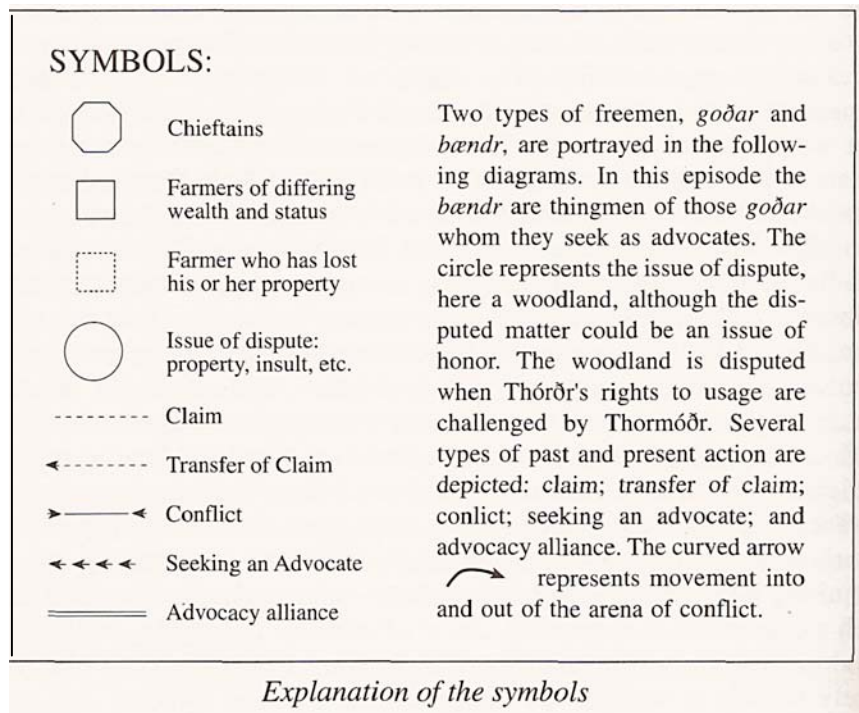 SYMBOLS:
Chieftains
Farmers of differing
wealth and status
Farmer who has lost
his or her property
Issue of dispute:
property, insult, etc.
Claim
Transfer of Claim
Conflict
Seeking an Advocate
Advocacy alliance
Two types of freemen, goðar and
bændr, are portrayed in the follow-
ing diagrams. In this episode the
bændr are thingmen of those goðar
whom they seek as advocates. The
circle represents the issue of dispute,
here a woodland, although the dis-
puted matter could be an issue of
honor. The woodland is disputed
when Thórðr's rights to usage are
challenged by Thormóðr. Several
types of past and present action are
depicted: claim; transfer of claim;
conlict; seeking an advocate; and
advocacy alliance. The curved arrow
represents movement into
and out of the arena of conflict.
Explanation of the symbols